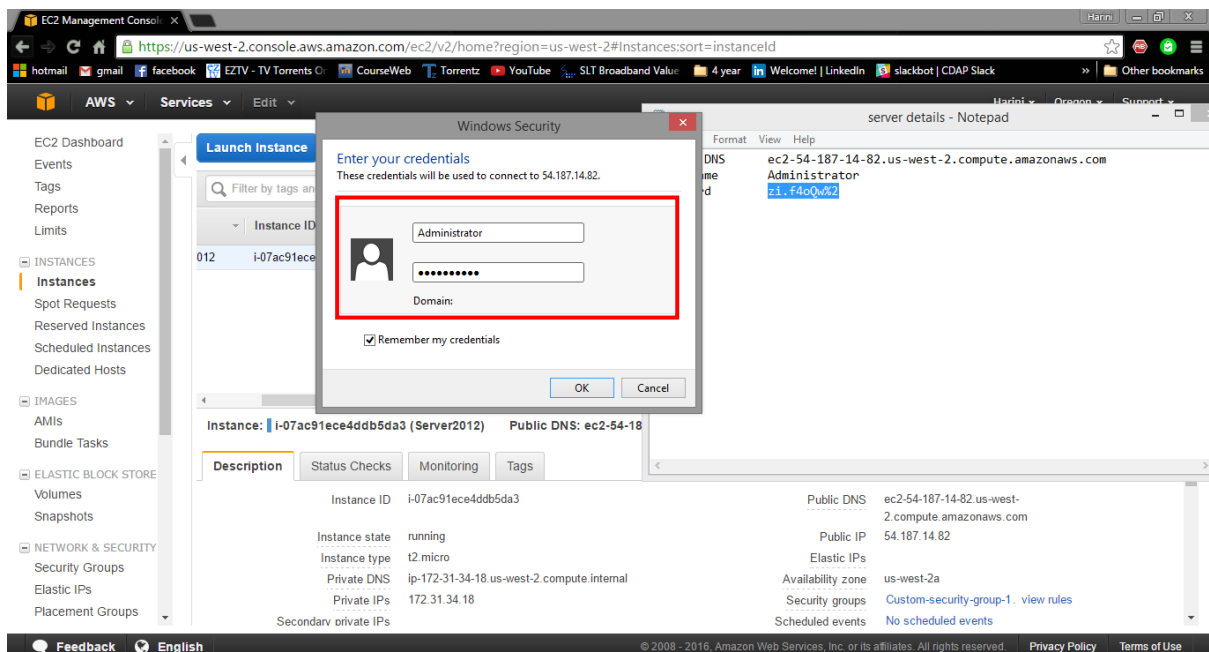 EC2 Management Consol
Harini
https://us-west-2.console.aws.amazon.com/ec2/v2/home?region=us-west-2#Instances:sort=instanceId
hotmail gmail facebook EZTV - TV Torrents O CourseWeb Torrentz YouTube SLT Broadband Value 4 year Welcome! | LinkedIn slackbot | CDAP Slack » Other bookmarks
AWS Services Edit Harini Oregon Support
EC2 Dashboard
Events
Tags
Reports
Limits
INSTANCES
Instances
Spot Requests
Reserved Instances
Scheduled Instances
Dedicated Hosts
IMAGES
AMIs
Bundle Tasks
ELASTIC BLOCK STORE
Volumes
Snapshots
NETWORK & SECURITY
Security Groups
Elastic IPs
Placement Groups
Launch Instance
Filter by tags an
Instance ID
012 i-07ac91ece
Windows Security
Enter your credentials
These credentials will be used to connect to 54.187.14.82.
Administrator
••••••••••
Domain:
Remember my credentials
OK Cancel
server details - Notepad
Format View Help
DNS ec2-54-187-14-82.us-west-2.compute.amazonaws.com
me Administrator
d zi.f4oQw%2
Instance: i-07ac91ece4ddb5da3 (Server2012) Public DNS: ec2-54-18
Description Status Checks Monitoring Tags
Instance ID i-07ac91ece4ddb5da3
Public DNS ec2-54-187-14-82.us-west-
2.compute.amazonaws.com
Instance state running
Public IP 54.187.14.82
Instance type t2.micro
Elastic IPs
Private DNS ip-172-31-34-18.us-west-2.compute.internal
Availability zone us-west-2a
Private IPs 172.31.34.18
Security groups Custom-security-group-1. view rules
Secondary private IPs
Scheduled events No scheduled events
Feedback English © 2008 - 2016, Amazon Web Services, Inc. or its affiliates. All rights reserved. Privacy Policy Terms of Use